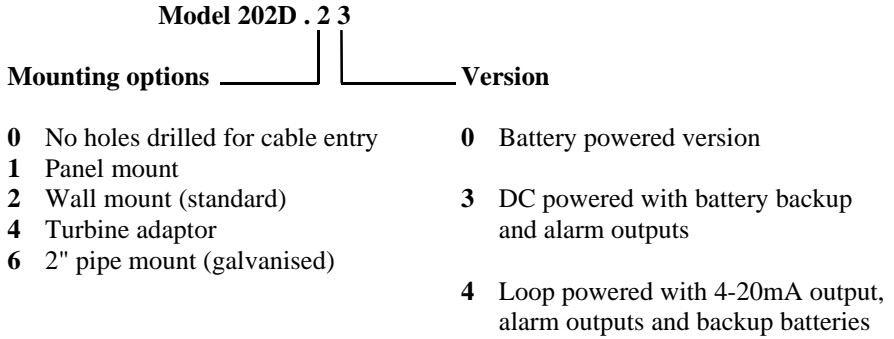 Model 202D . 2 3
Mounting options
Version
0 No holes drilled for cable entry
1 Panel mount
2 Wall mount (standard)
4 Turbine adaptor
6 2" pipe mount (galvanised)
0 Battery powered version
3 DC powered with battery backup
and alarm outputs
4 Loop powered with 4-20mA output,
alarm outputs and backup batteries